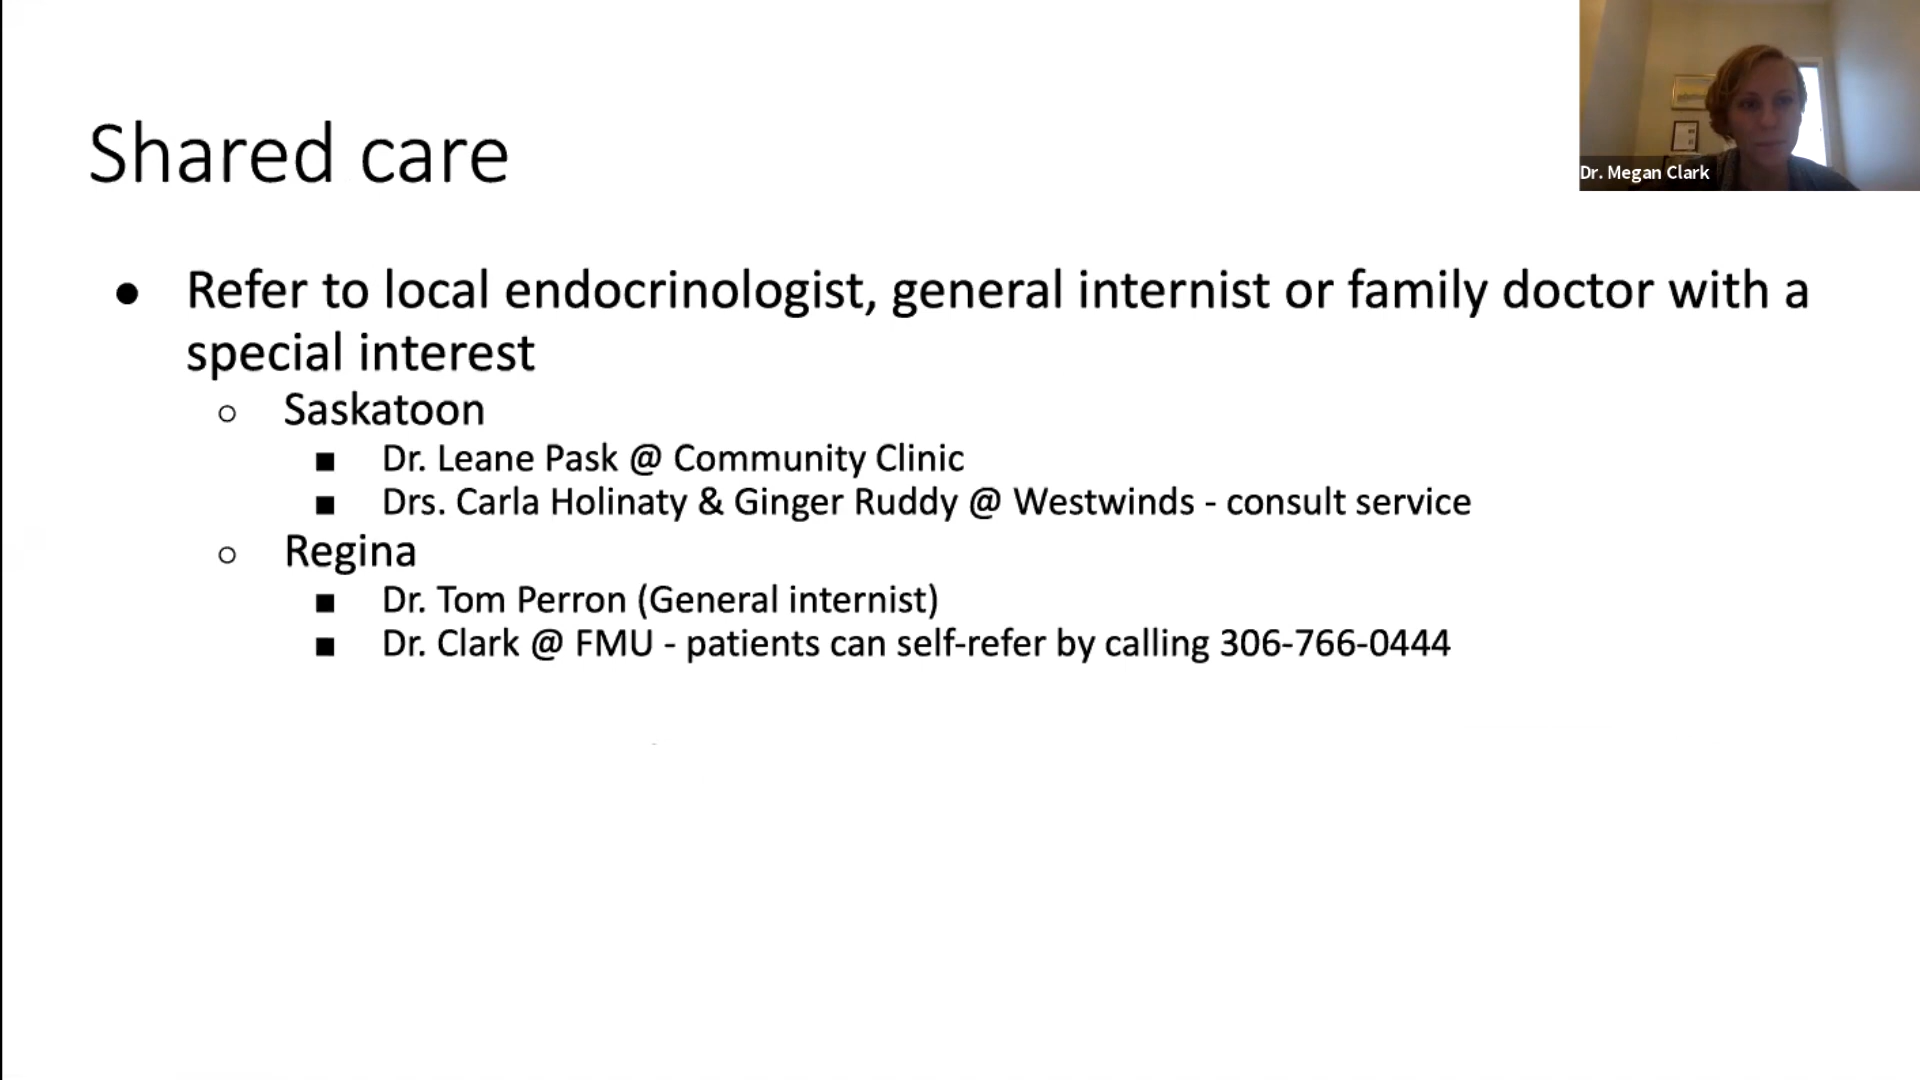 Shared care
Dr. Megan Clark
● Refer to local endocrinologist, general internist or family doctor with a
special interest
○ Saskatoon
■ Dr. Leane Pask @ Community Clinic
■ Drs. Carla Holinaty & Ginger Ruddy @ Westwinds - consult service
○ Regina
■ Dr. Tom Perron (General internist)
■ Dr. Clark @ FMU - patients can self-refer by calling 306-766-0444